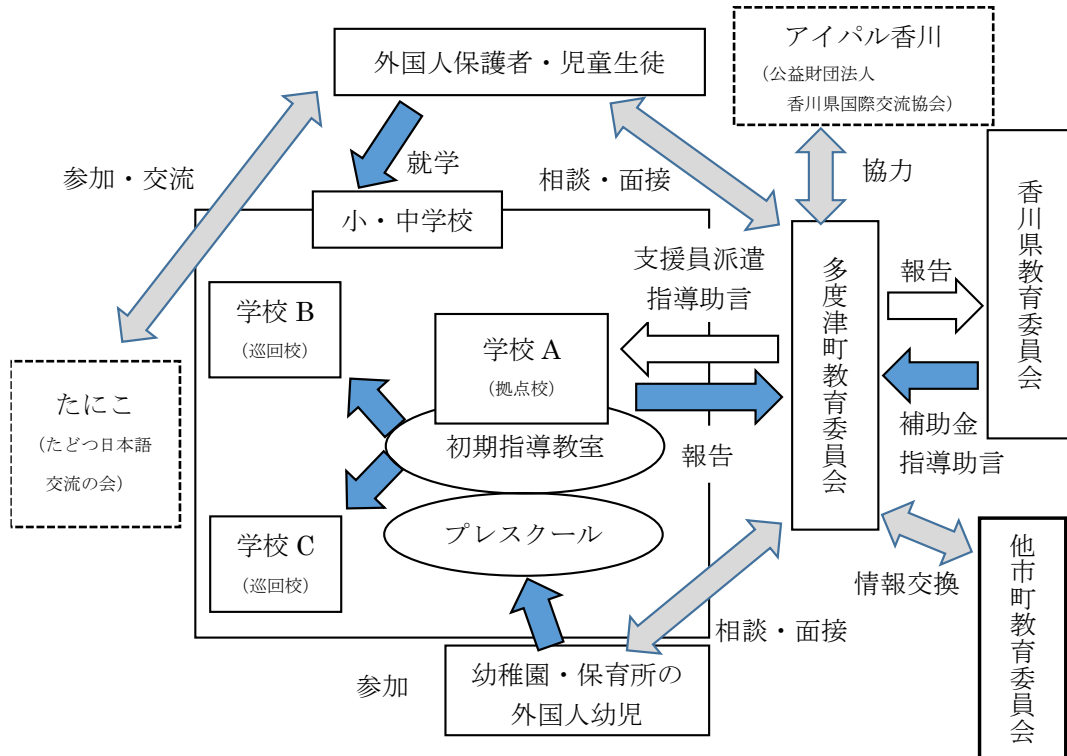 外国人保護者・児童生徒
アイパル香川
（公益財団法人
香川県国際交流協会）
参加・交流
就学
相談・面接
協力
小・中学校
香川県教育委員会
学校 B
（巡回校）
学校 A
（拠点校）
支援員派遣
指導助言
多度津町教育委員会
報告
たにこ
（たどつ日本語
交流の会）
初期指導教室
報告
補助金
指導助言
学校 C
（巡回校）
プレスクール
情報交換
他市町教育委員会
相談・面接
参加
幼稚園・保育所の
外国人幼児